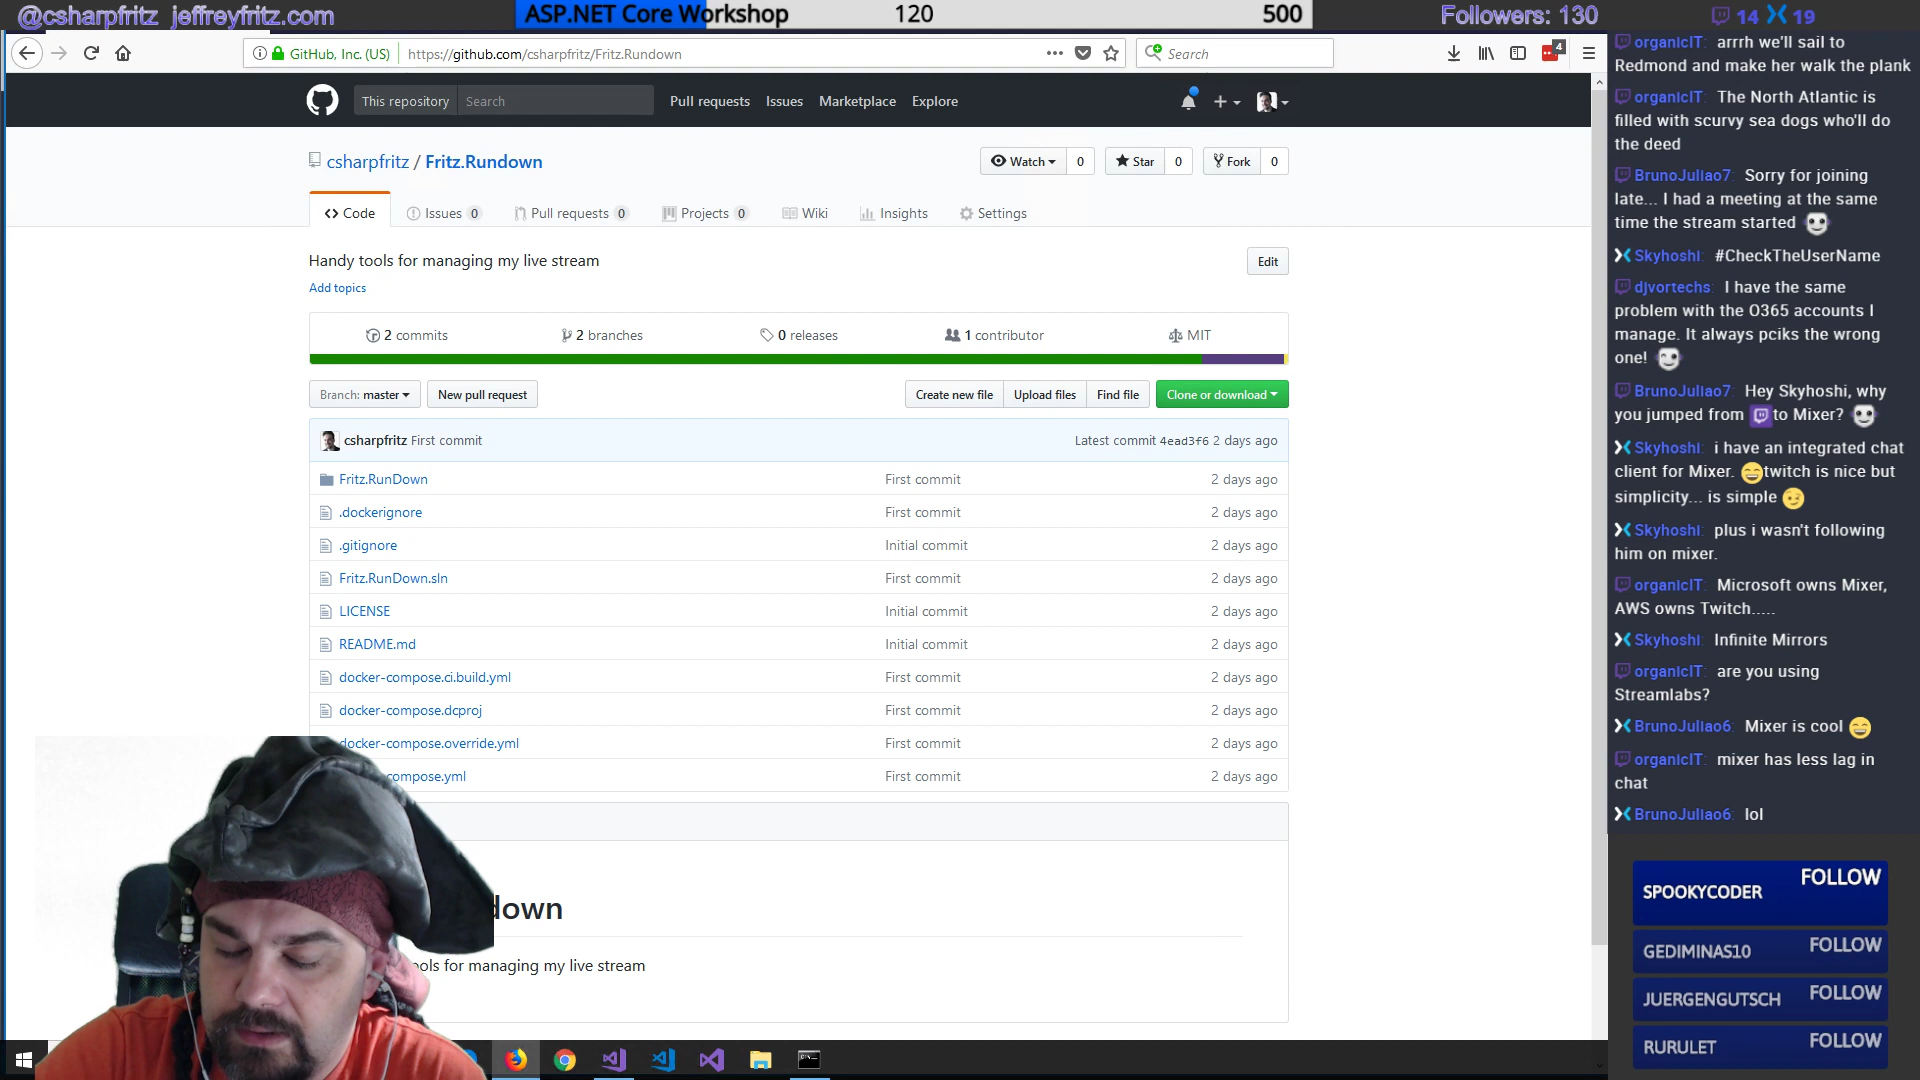 @csharpfritz jeffreyfritz.com
ASP.NET Core Workshop 120 500
Followers: 130
14 19
GitHub, Inc. (US)
https://github.com/csharpfritz/Fritz.Rundown
Search
4
This repository
Search
Pull requests
Issues
Marketplace
Explore
csharpfritz / Fritz.Rundown
Watch 0
Star 0
Fork 0
Code
Issues 0
Pull requests 0
Projects 0
Wiki
Insights
Settings
Handy tools for managing my live stream
Edit
Add topics
2 commits
2 branches
0 releases
1 contributor
MIT
Branch: master
New pull request
Create new file
Upload files
Find file
Clone or download
csharpfritz First commit
Latest commit 4ead3f6 2 days ago
Fritz.RunDown First commit 2 days ago
.dockerignore First commit 2 days ago
.gitignore Initial commit 2 days ago
Fritz.RunDown.sln First commit 2 days ago
LICENSE Initial commit 2 days ago
README.md Initial commit 2 days ago
docker-compose.ci.build.yml First commit 2 days ago
docker-compose.dcproj First commit 2 days ago
docker-compose.override.yml First commit 2 days ago
compose.yml First commit 2 days ago
down
ols for managing my live stream
organicIT: arrrh we'll sail to
Redmond and make her walk the plank
organicIT: The North Atlantic is
filled with scurvy sea dogs who'll do
the deed
BrunoJuliao7: Sorry for joining
late... I had a meeting at the same
time the stream started
Skyhoshi: #CheckTheUserName
djvortechs: I have the same
problem with the O365 accounts I
manage. It always pciks the wrong
one!
BrunoJuliao7: Hey Skyhoshi, why
you jumped from to Mixer?
Skyhoshi: i have an integrated chat
client for Mixer. twitch is nice but
simplicity... is simple
Skyhoshi: plus i wasn't following
him on mixer.
organicIT: Microsoft owns Mixer,
AWS owns Twitch.....
Skyhoshi: Infinite Mirrors
organicIT: are you using
Streamlabs?
BrunoJuliao6: Mixer is cool
organicIT: mixer has less lag in
chat
BrunoJuliao6: lol
SPOOKYCODER FOLLOW
GEDIMINAS10 FOLLOW
JUERGENGUTSCH FOLLOW
RURULET FOLLOW